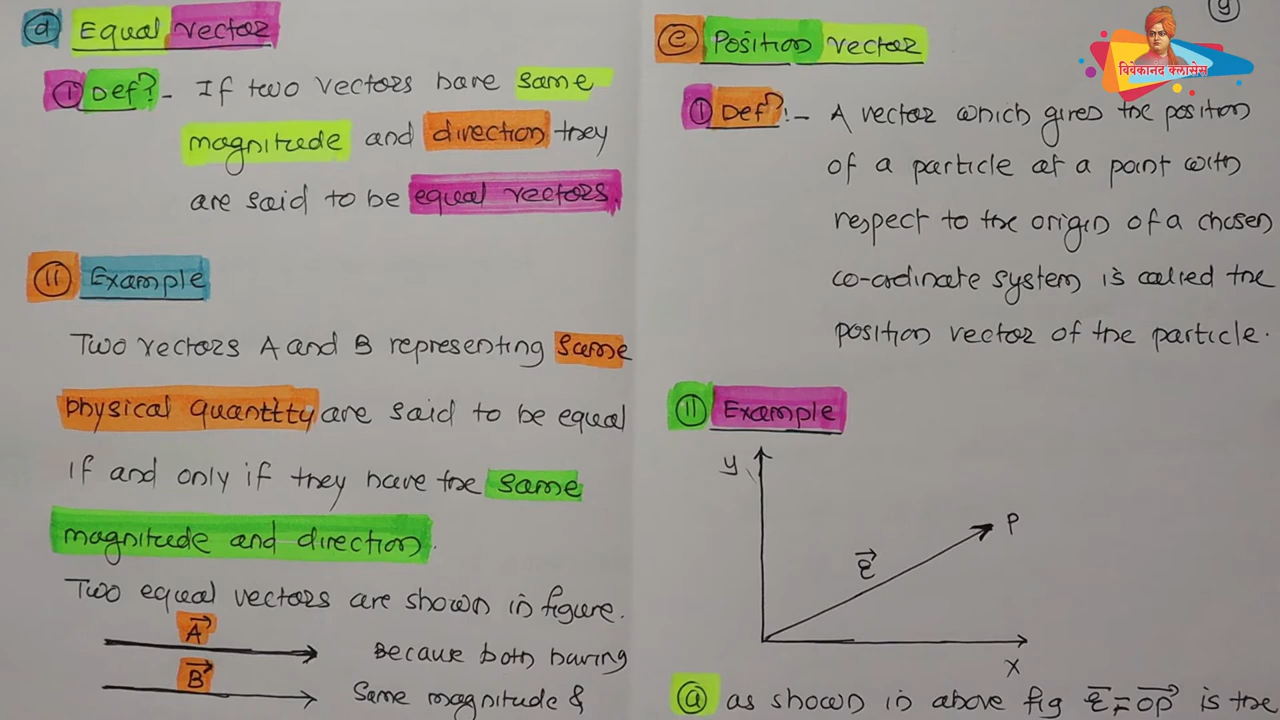 d Equal vector
i Def? - If two vectors have same
magnitude and direction they
are said to be equal vectors.
ii Example
Two vectors A and B representing same
physical quantity are said to be equal
if and only if they have the same
magnitude and direction.
Two equal vectors are shown in figure.
A⃗
B⃗
Because both having
Same magnitude &
9
विवेकानंद क्लासेस
e Position vector
i Def?:- A vector which gives the position
of a particle at a point with
respect to the origin of a chosen
co-ordinate system is called the
position vector of the particle.
ii Example
y
P
r⃗
X
a as shown in above fig r⃗ = OP⃗ is the